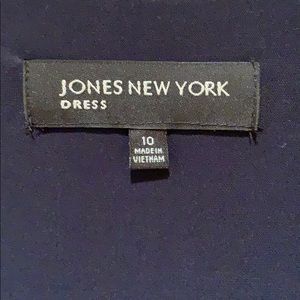 JONES NEW YORK
DRESS
10
MADE IN
VIETNAM